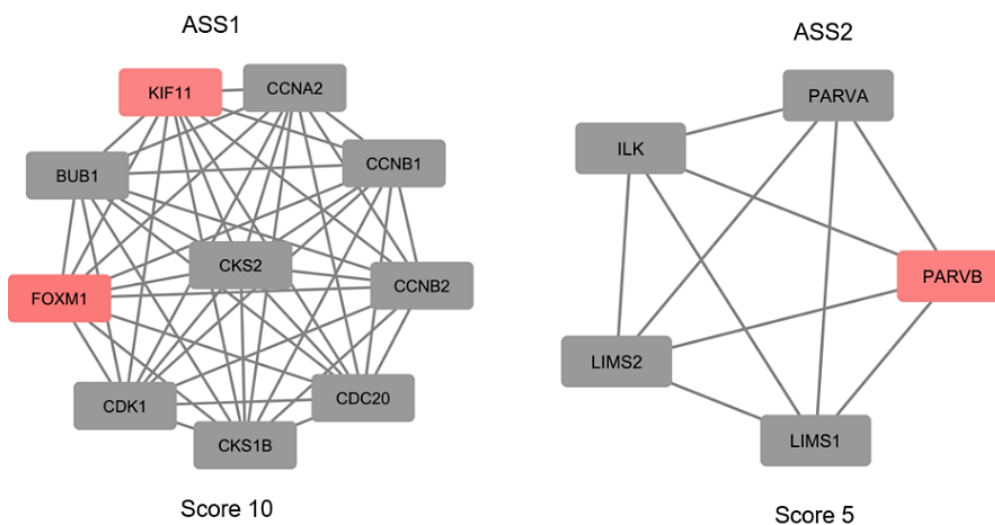 ASS1
KIF11
CCNA2
BUB1
CCNB1
CKS2
FOXM1
CCNB2
CDK1
CDC20
CKS1B
Score 10
ASS2
PARVA
ILK
PARVB
LIMS2
LIMS1
Score 5